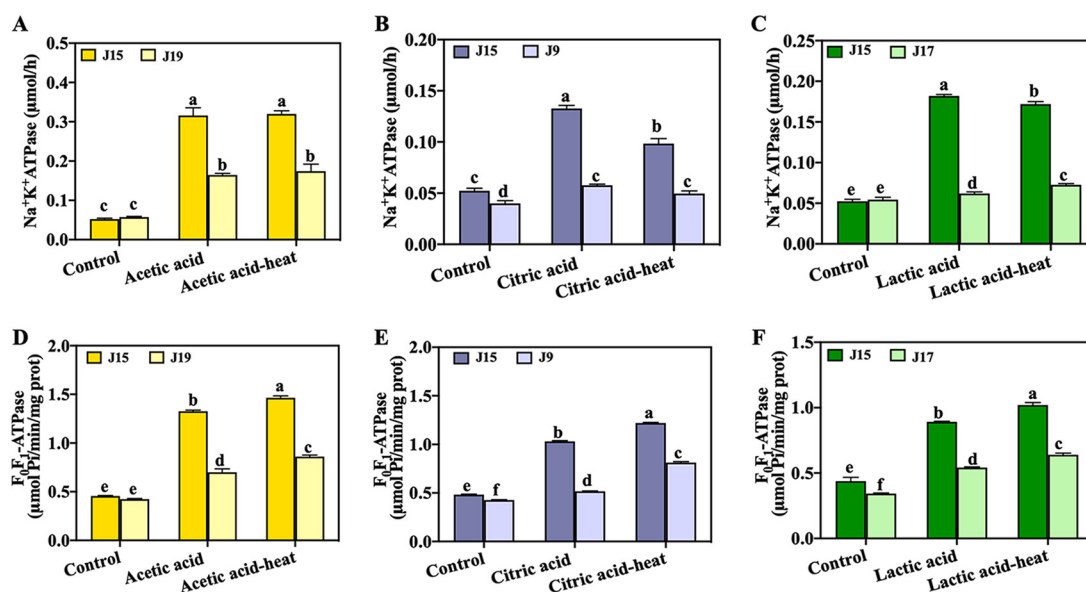 A
J15 J19
Na⁺K⁺ATPase (μmol/h)
0.5
0.4
0.3
0.2
0.1
0.0
c c a b a b
Control
Acetic acid
Acetic acid-heat
B
J15 J9
Na⁺K⁺ATPase (μmol/h)
0.20
0.15
0.10
0.05
0.00
c d a c b c
Control
Citric acid
Citric acid-heat
C
J15 J17
Na⁺K⁺ATPase (μmol/h)
0.25
0.20
0.15
0.10
0.05
0.00
e e a d b c
Control
Lactic acid
Lactic acid-heat
D
J15 J19
F₀F₁-ATPase
(μmol Pi/min/mg prot)
2.0
1.5
1.0
0.5
0.0
e e b d a c
Control
Acetic acid
Acetic acid-heat
E
J15 J9
F₀F₁-ATPase
(μmol Pi/min/mg prot)
2.0
1.5
1.0
0.5
0.0
e f b d a c
Control
Citric acid
Citric acid-heat
F
J15 J17
F₀F₁-ATPase
(μmol Pi/min/mg prot)
1.5
1.0
0.5
0.0
e f b d a c
Control
Lactic acid
Lactic acid-heat